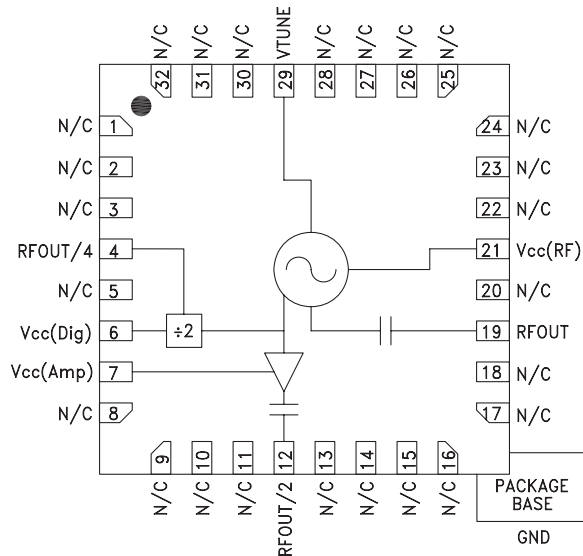 N/C
N/C
N/C
VTUNE
N/C
N/C
N/C
N/C
32
31
30
29
28
27
26
25
N/C 1
N/C 2
N/C 3
RFOUT/4 4
N/C 5
Vcc(Dig) 6
Vcc(Amp) 7
N/C 8
÷2
24 N/C
23 N/C
22 N/C
21 Vcc(RF)
20 N/C
19 RFOUT
18 N/C
17 N/C
9
10
11
12
13
14
15
16
N/C
N/C
N/C
RFOUT/2
N/C
N/C
N/C
N/C
PACKAGE
BASE
GND